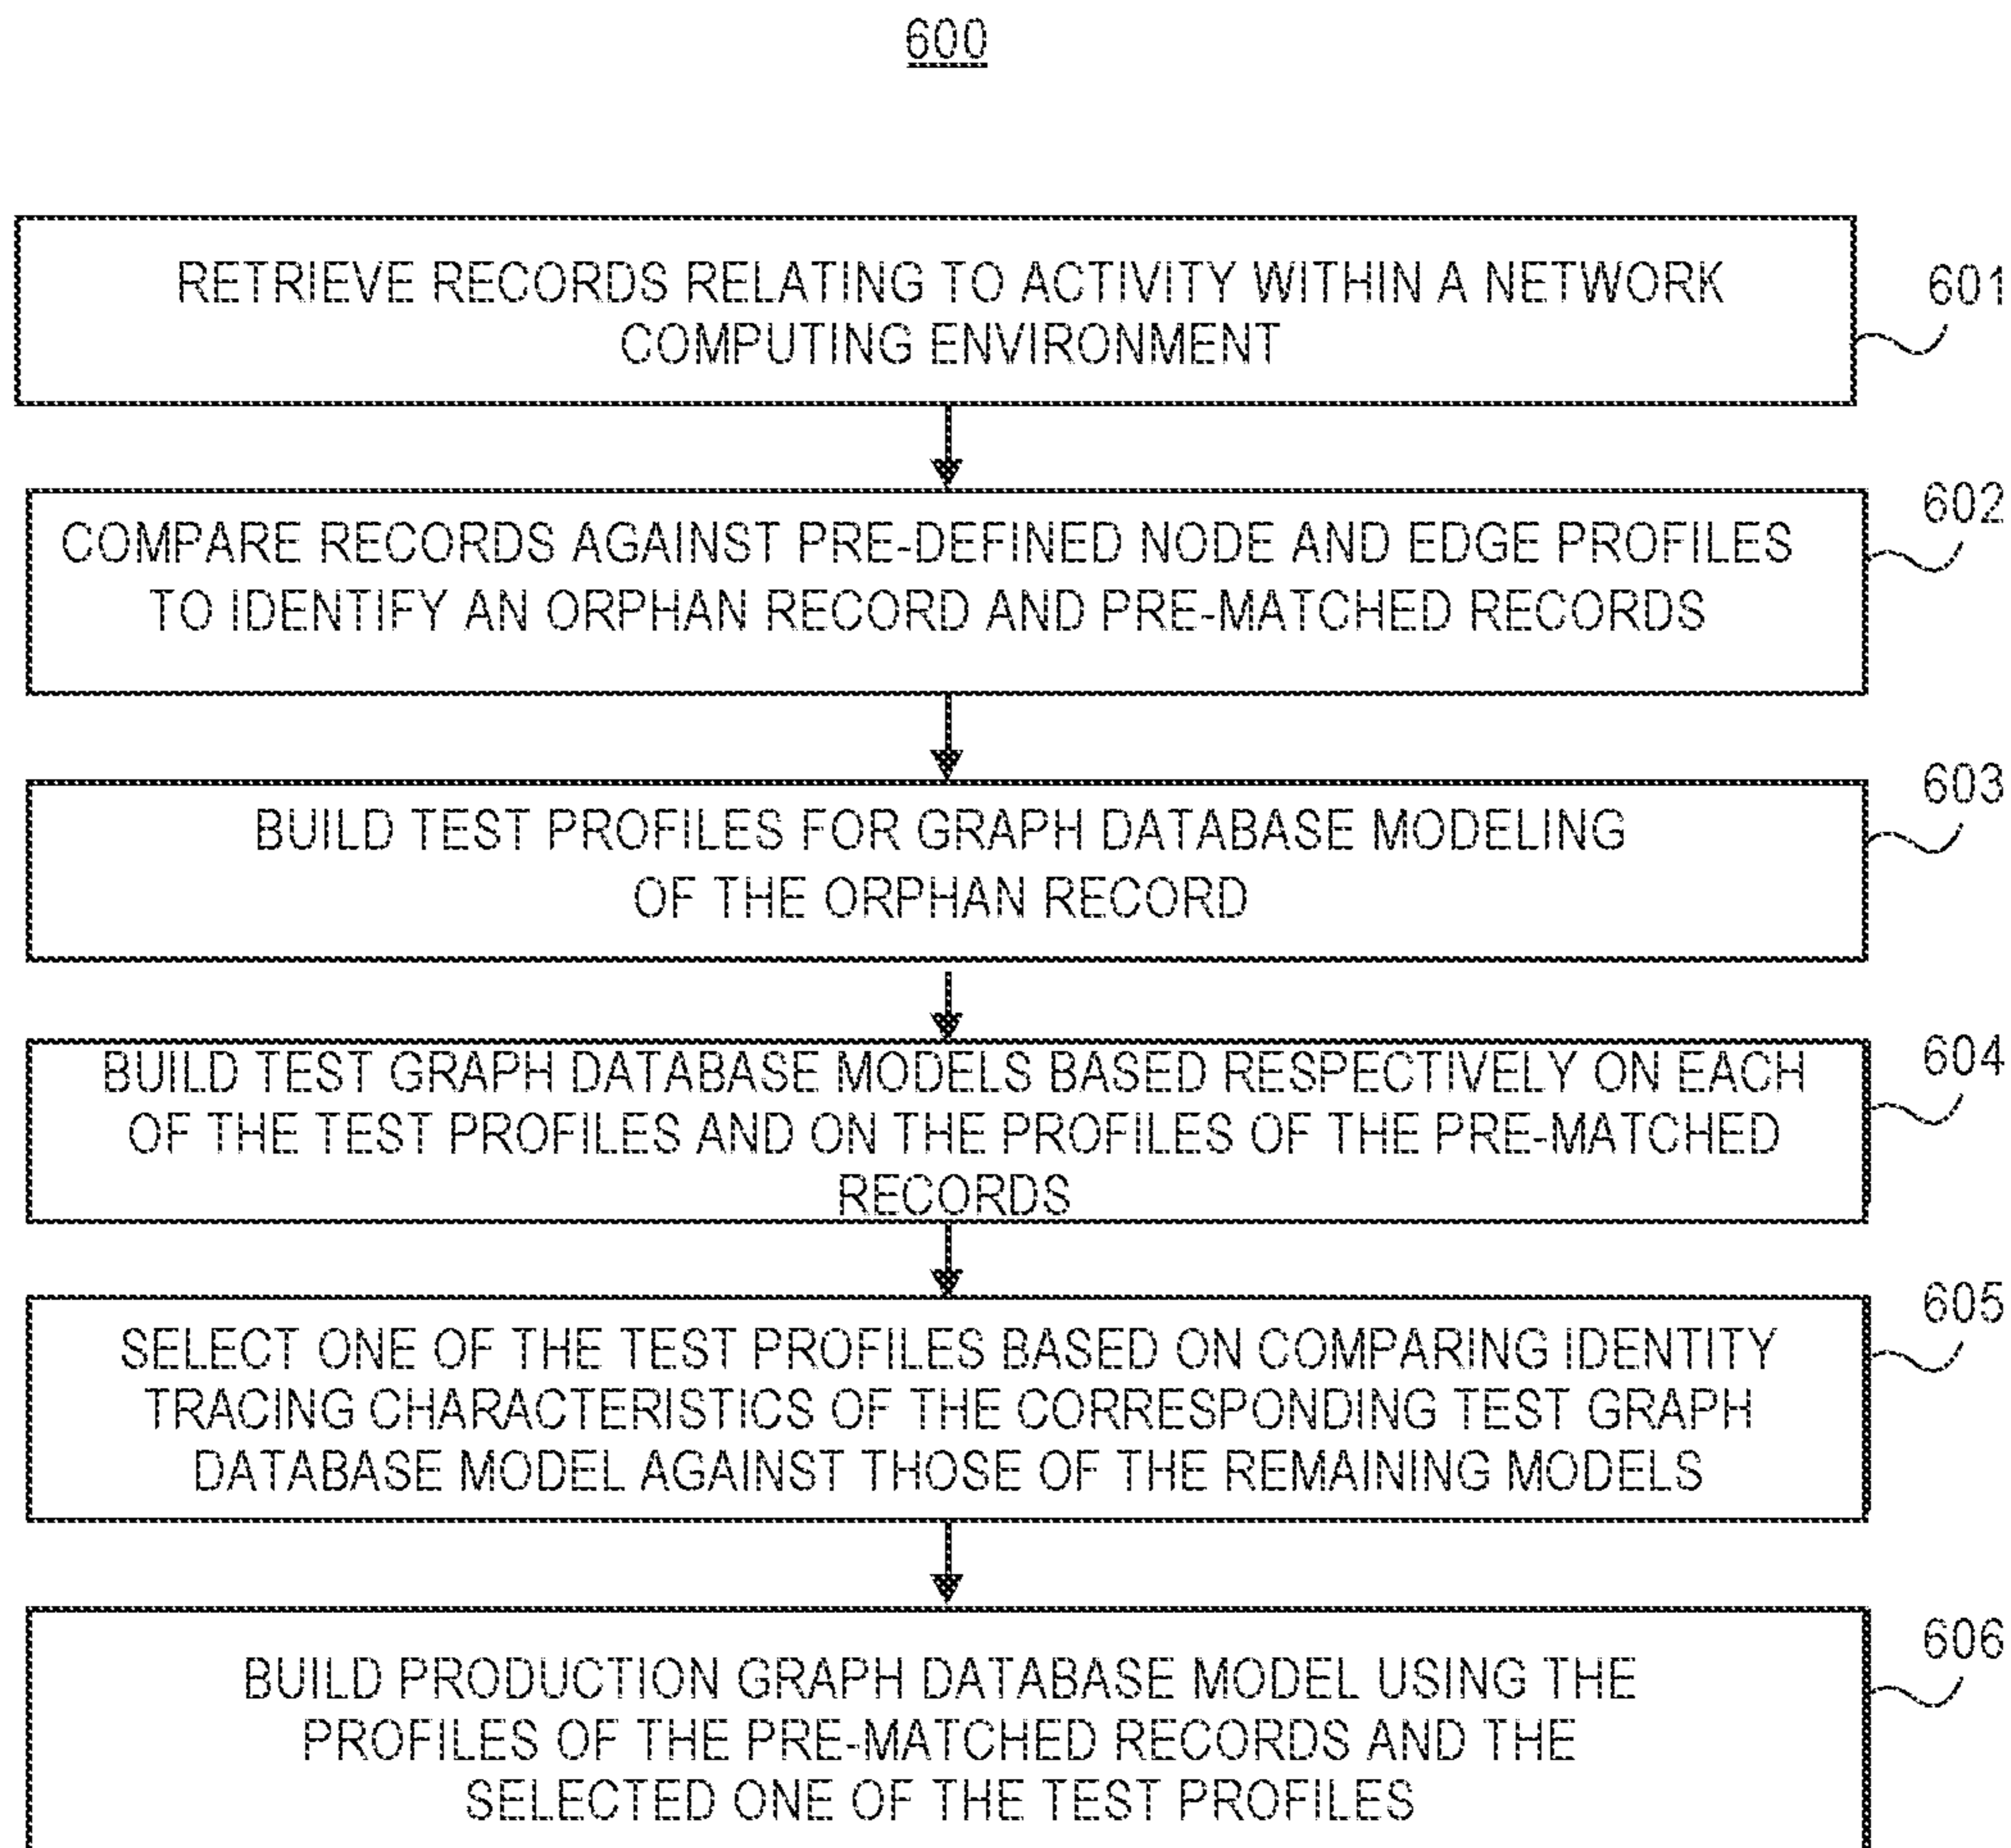 600
RETRIEVE RECORDS RELATING TO ACTIVITY WITHIN A NETWORK
COMPUTING ENVIRONMENT
601
COMPARE RECORDS AGAINST PRE-DEFINED NODE AND EDGE PROFILES
TO IDENTIFY AN ORPHAN RECORD AND PRE-MATCHED RECORDS
602
BUILD TEST PROFILES FOR GRAPH DATABASE MODELING
OF THE ORPHAN RECORD
603
BUILD TEST GRAPH DATABASE MODELS BASED RESPECTIVELY ON EACH
OF THE TEST PROFILES AND ON THE PROFILES OF THE PRE-MATCHED
RECORDS
604
SELECT ONE OF THE TEST PROFILES BASED ON COMPARING IDENTITY
TRACING CHARACTERISTICS OF THE CORRESPONDING TEST GRAPH
DATABASE MODEL AGAINST THOSE OF THE REMAINING MODELS
605
BUILD PRODUCTION GRAPH DATABASE MODEL USING THE
PROFILES OF THE PRE-MATCHED RECORDS AND THE
SELECTED ONE OF THE TEST PROFILES
606